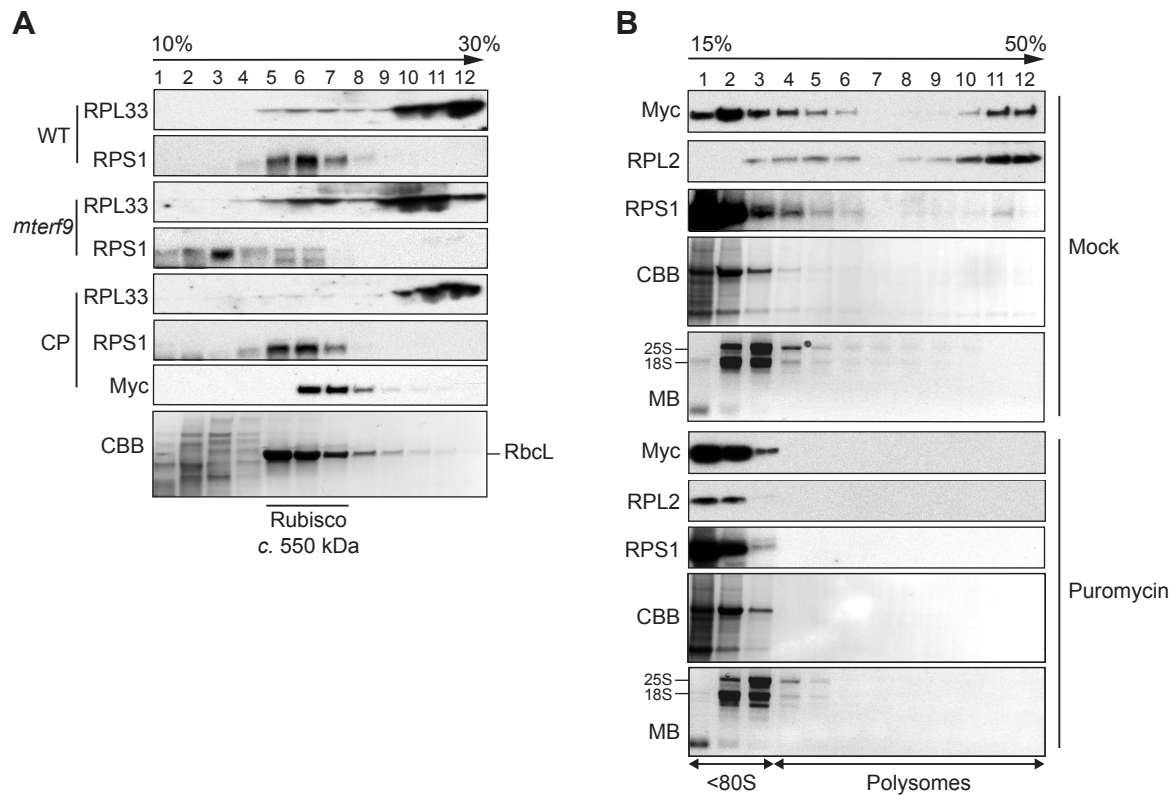 A
10% 30%
1 2 3 4 5 6 7 8 9 10 11 12
WT
RPL33
RPS1
mterf9
RPL33
RPS1
CP
RPL33
RPS1
Myc
CBB
RbcL
Rubisco
c. 550 kDa
B
15% 50%
1 2 3 4 5 6 7 8 9 10 11 12
Myc
RPL2
RPS1
CBB
25S
18S
MB
Mock
Myc
RPL2
RPS1
CBB
25S
18S
MB
Puromycin
<80S Polysomes